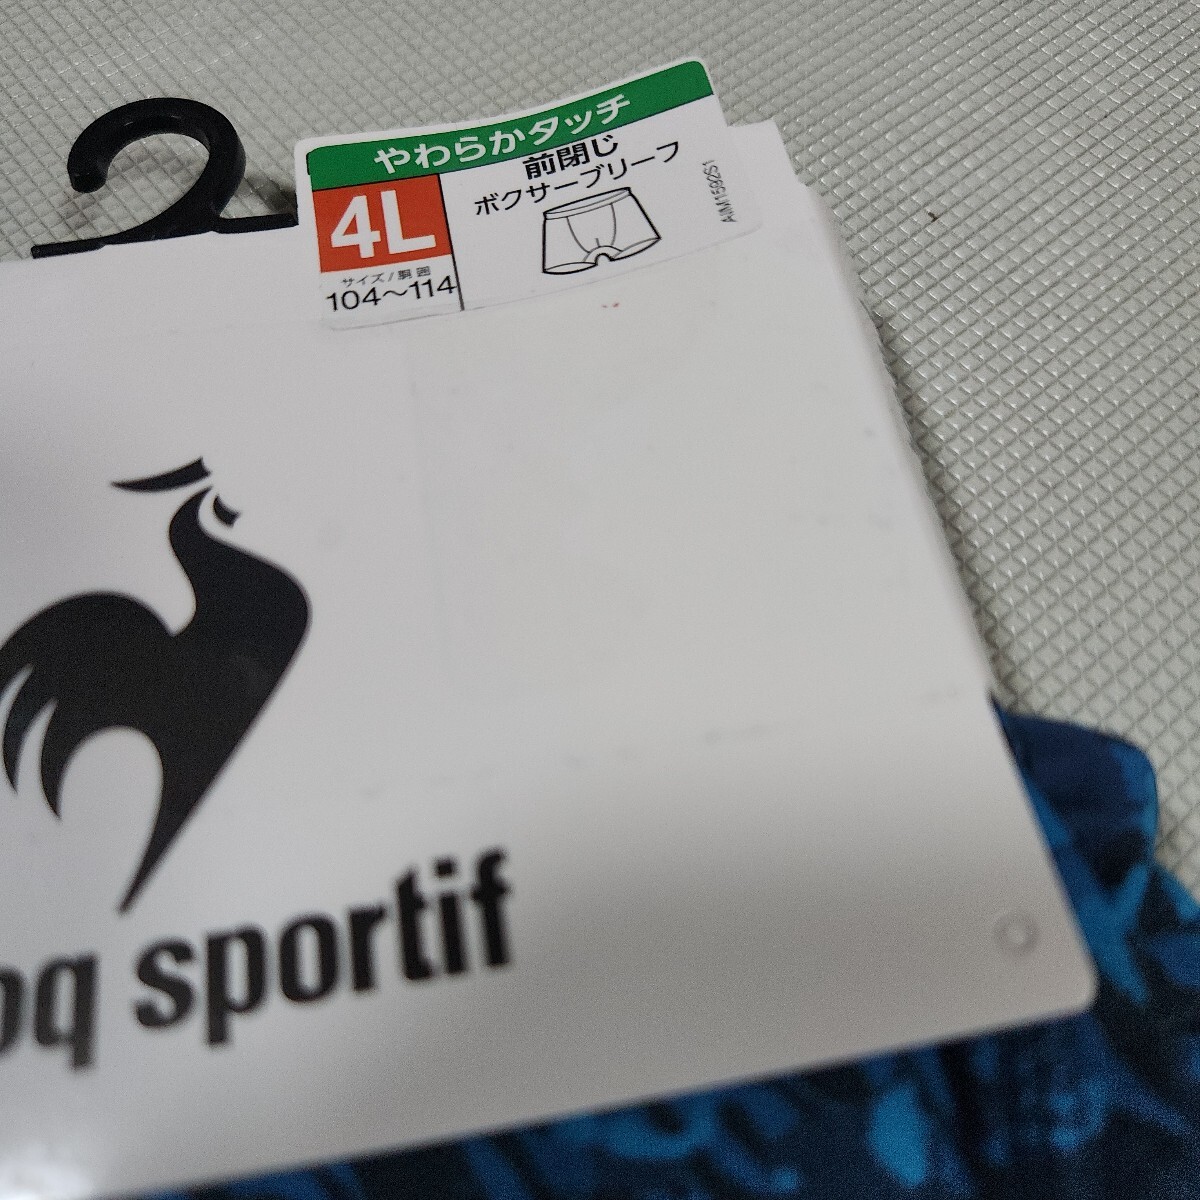 やわらかタッチ
4L
サイズ/胴囲
104〜114
前閉じ
ボクサーブリーフ
AIM1592S1
oq sportif